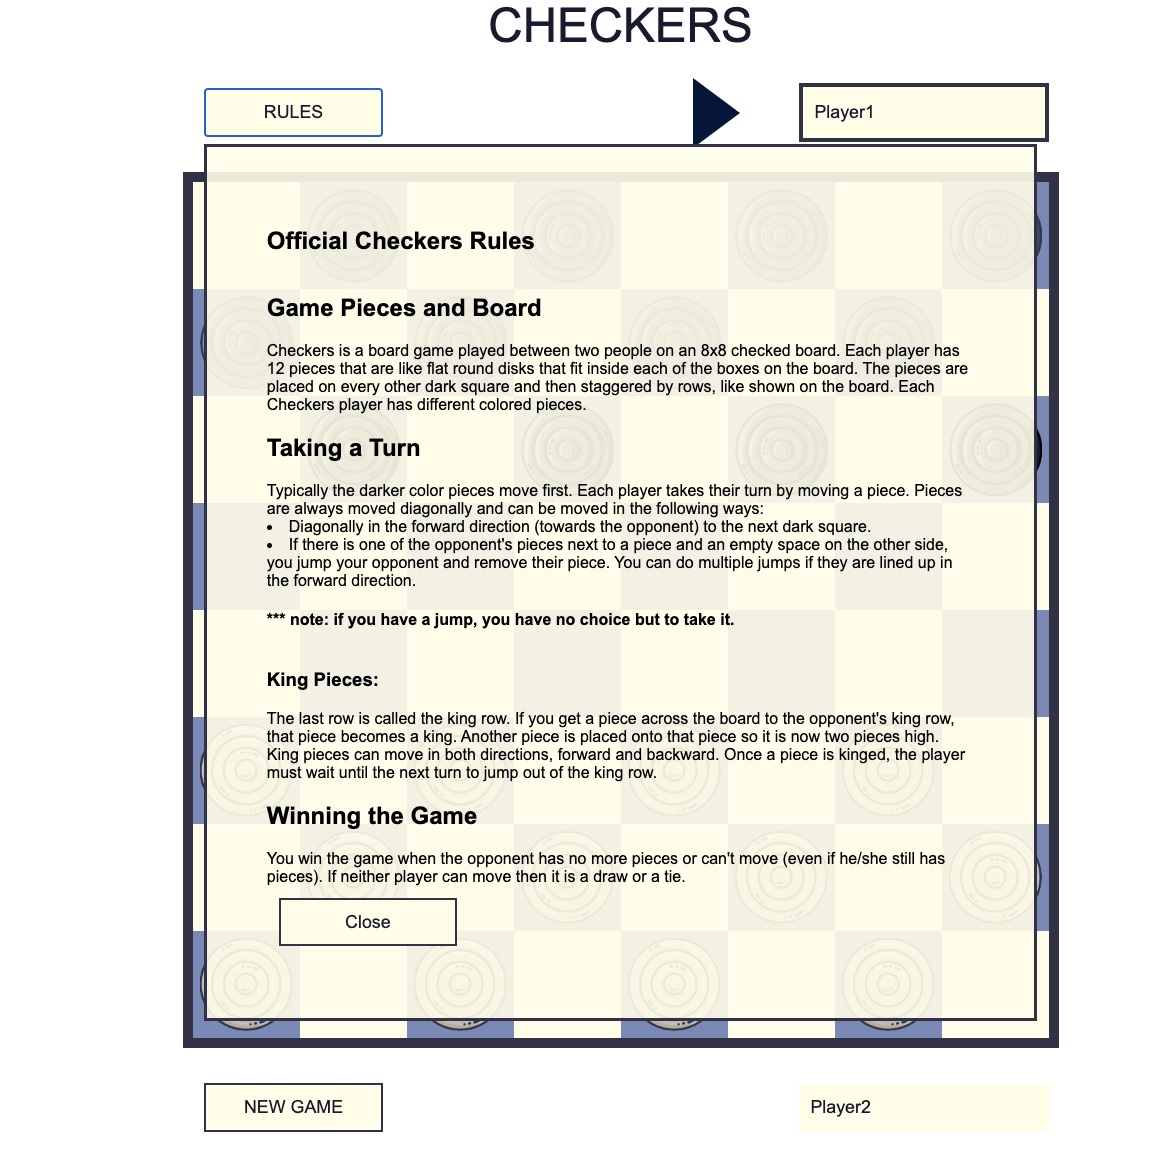 CHECKERS
RULES
Player1
Official Checkers Rules
Game Pieces and Board
Checkers is a board game played between two people on an 8x8 checked board. Each player has
12 pieces that are like flat round disks that fit inside each of the boxes on the board. The pieces are
placed on every other dark square and then staggered by rows, like shown on the board. Each
Checkers player has different colored pieces.
Taking a Turn
Typically the darker color pieces move first. Each player takes their turn by moving a piece. Pieces
are always moved diagonally and can be moved in the following ways:
• Diagonally in the forward direction (towards the opponent) to the next dark square.
• If there is one of the opponent's pieces next to a piece and an empty space on the other side,
you jump your opponent and remove their piece. You can do multiple jumps if they are lined up in
the forward direction.
*** note: if you have a jump, you have no choice but to take it.
King Pieces:
The last row is called the king row. If you get a piece across the board to the opponent's king row,
that piece becomes a king. Another piece is placed onto that piece so it is now two pieces high.
King pieces can move in both directions, forward and backward. Once a piece is kinged, the player
must wait until the next turn to jump out of the king row.
Winning the Game
You win the game when the opponent has no more pieces or can't move (even if he/she still has
pieces). If neither player can move then it is a draw or a tie.
Close
NEW GAME
Player2